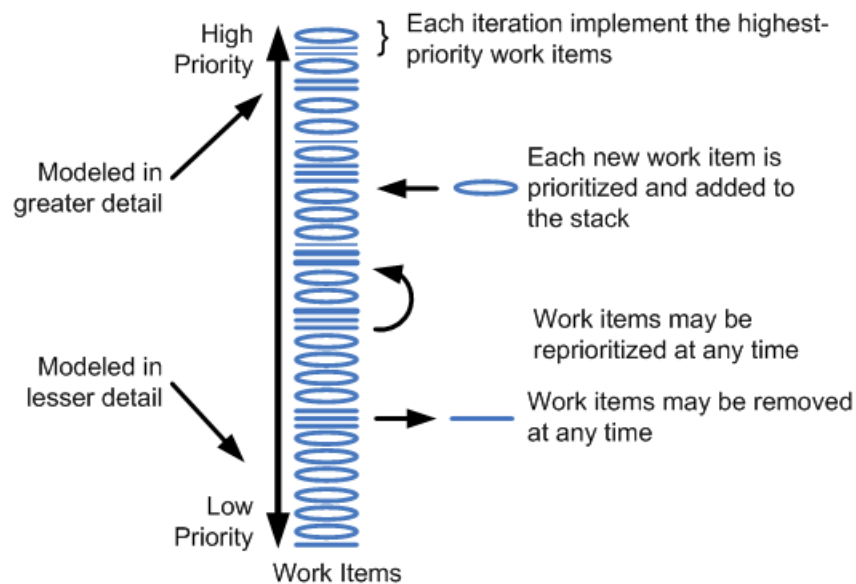 High
Priority
Each iteration implement the highest-
priority work items
Modeled in
greater detail
Each new work item is
prioritized and added to
the stack
Work items may be
reprioritized at any time
Modeled in
lesser detail
Work items may be removed
at any time
Low
Priority
Work Items